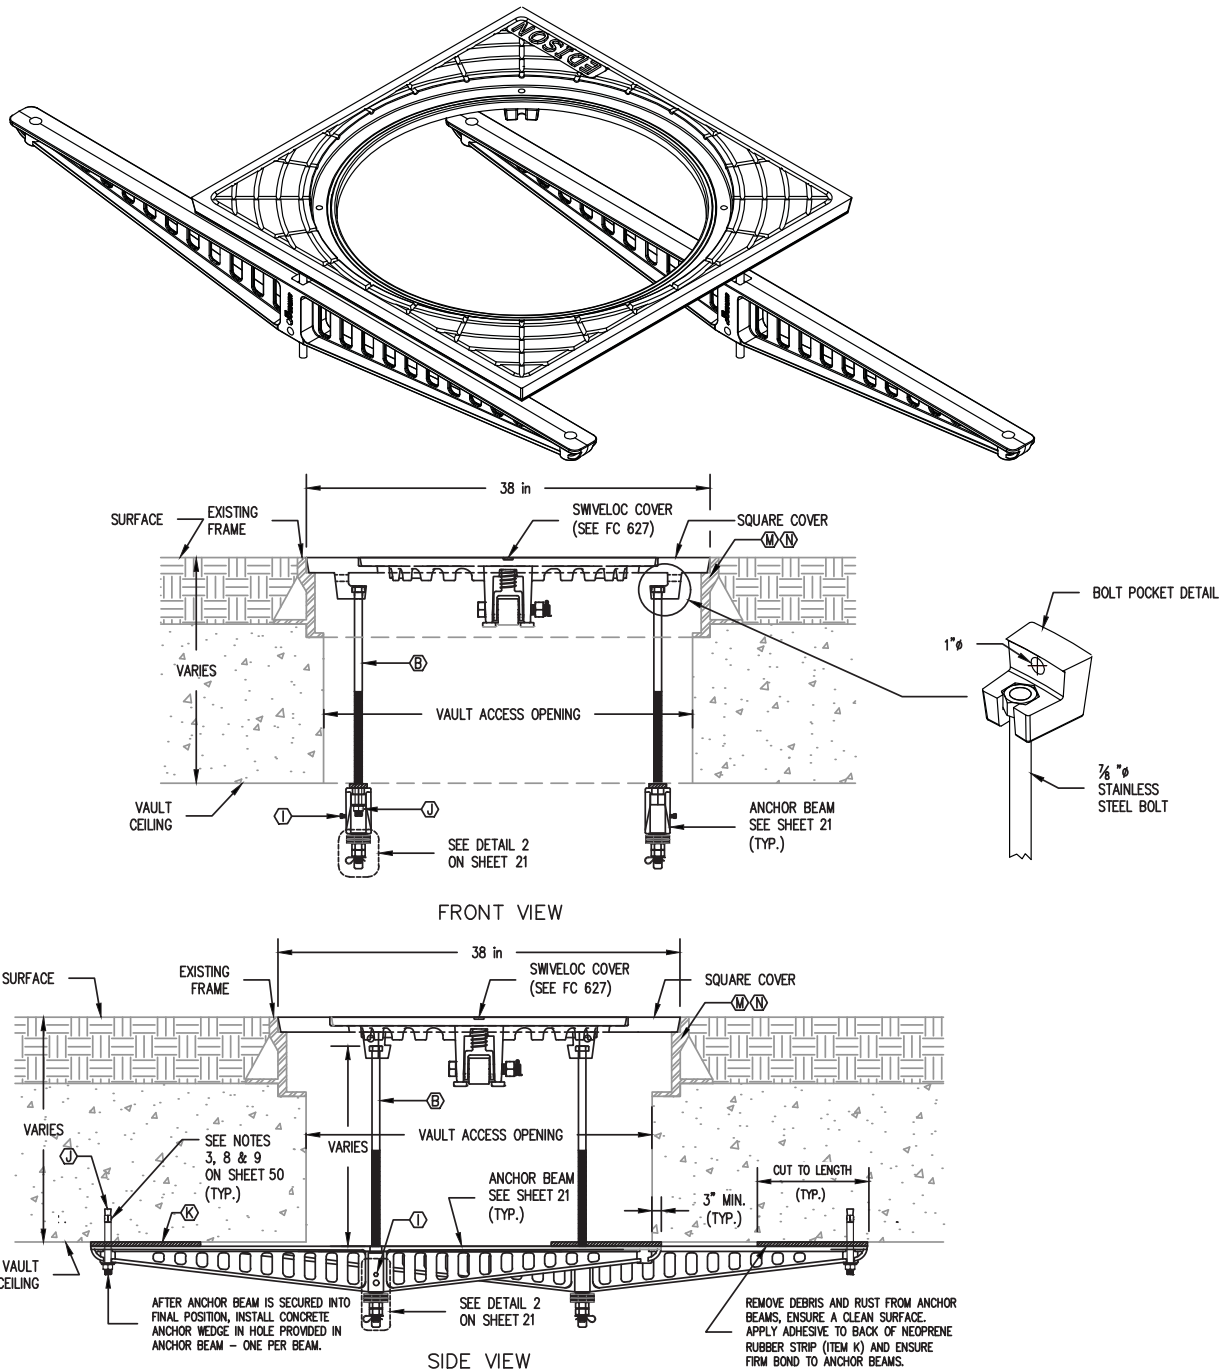 EDISON
38 in
SWIVELOC COVER
(SEE FC 627)
SURFACE
EXISTING
FRAME
SQUARE COVER
M N
BOLT POCKET DETAIL
1"ø
VARIES
B
VAULT ACCESS OPENING
⅞ "ø
STAINLESS
STEEL BOLT
VAULT
CEILING
I
J
ANCHOR BEAM
SEE SHEET 21
(TYP.)
SEE DETAIL 2
ON SHEET 21
FRONT VIEW
38 in
SURFACE
EXISTING
FRAME
SWIVELOC COVER
(SEE FC 627)
SQUARE COVER
M N
B
VARIES
SEE NOTES
3, 8 & 9
ON SHEET 50
(TYP.)
J
VARIES
VAULT ACCESS OPENING
CUT TO LENGTH
(TYP.)
ANCHOR BEAM
SEE SHEET 21
(TYP.)
3" MIN.
(TYP.)
K
I
VAULT
CEILING
AFTER ANCHOR BEAM IS SECURED INTO
FINAL POSITION, INSTALL CONCRETE
ANCHOR WEDGE IN HOLE PROVIDED IN
ANCHOR BEAM – ONE PER BEAM.
SEE DETAIL 2
ON SHEET 21
REMOVE DEBRIS AND RUST FROM ANCHOR
BEAMS, ENSURE A CLEAN SURFACE.
APPLY ADHESIVE TO BACK OF NEOPRENE
RUBBER STRIP (ITEM K) AND ENSURE
FIRM BOND TO ANCHOR BEAMS.
SIDE VIEW